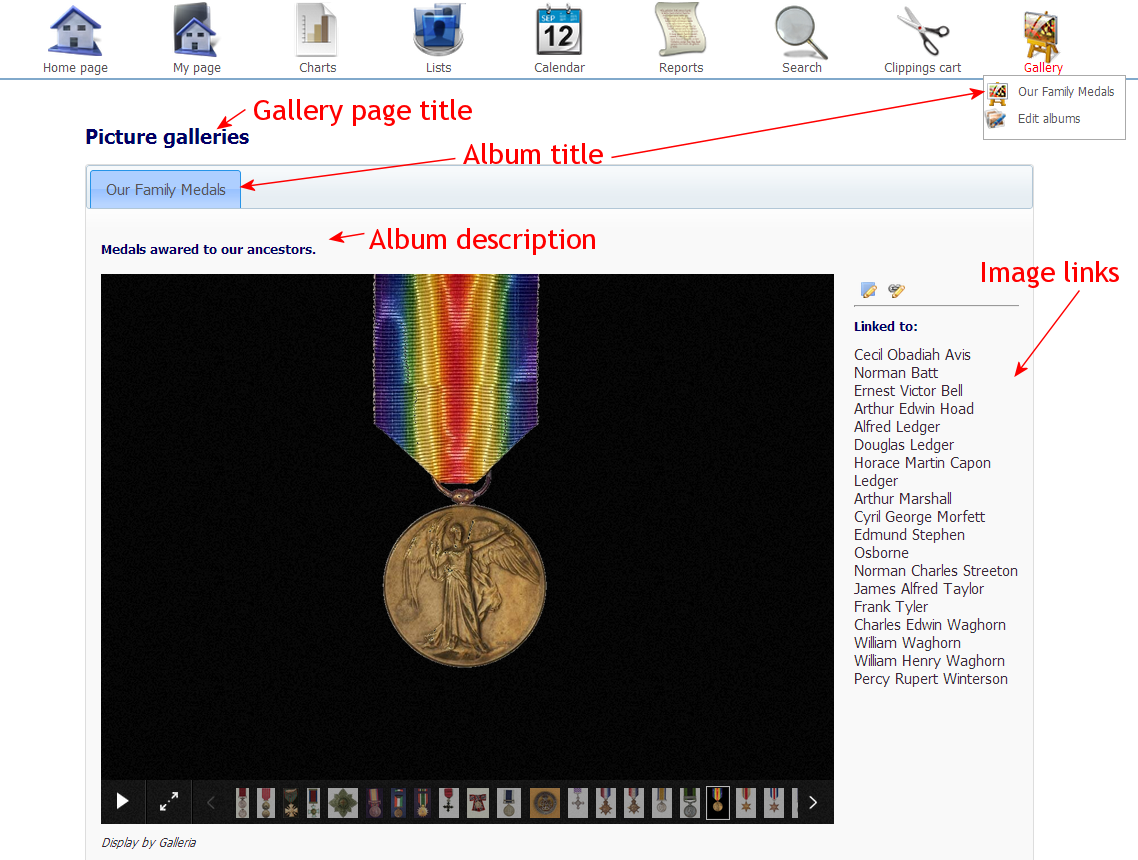 Home page
My page
Charts
Lists
SEP
12
Calendar
Reports
Search
Clippings cart
Gallery
Our Family Medals
Edit albums
Gallery page title
Picture galleries
Album title
Our Family Medals
Album description
Medals awared to our ancestors.
Image links
Linked to:
Cecil Obadiah Avis
Norman Batt
Ernest Victor Bell
Arthur Edwin Hoad
Alfred Ledger
Douglas Ledger
Horace Martin Capon
Ledger
Arthur Marshall
Cyril George Morfett
Edmund Stephen
Osborne
Norman Charles Streeton
James Alfred Taylor
Frank Tyler
Charles Edwin Waghorn
William Waghorn
William Henry Waghorn
Percy Rupert Winterson
Display by Galleria